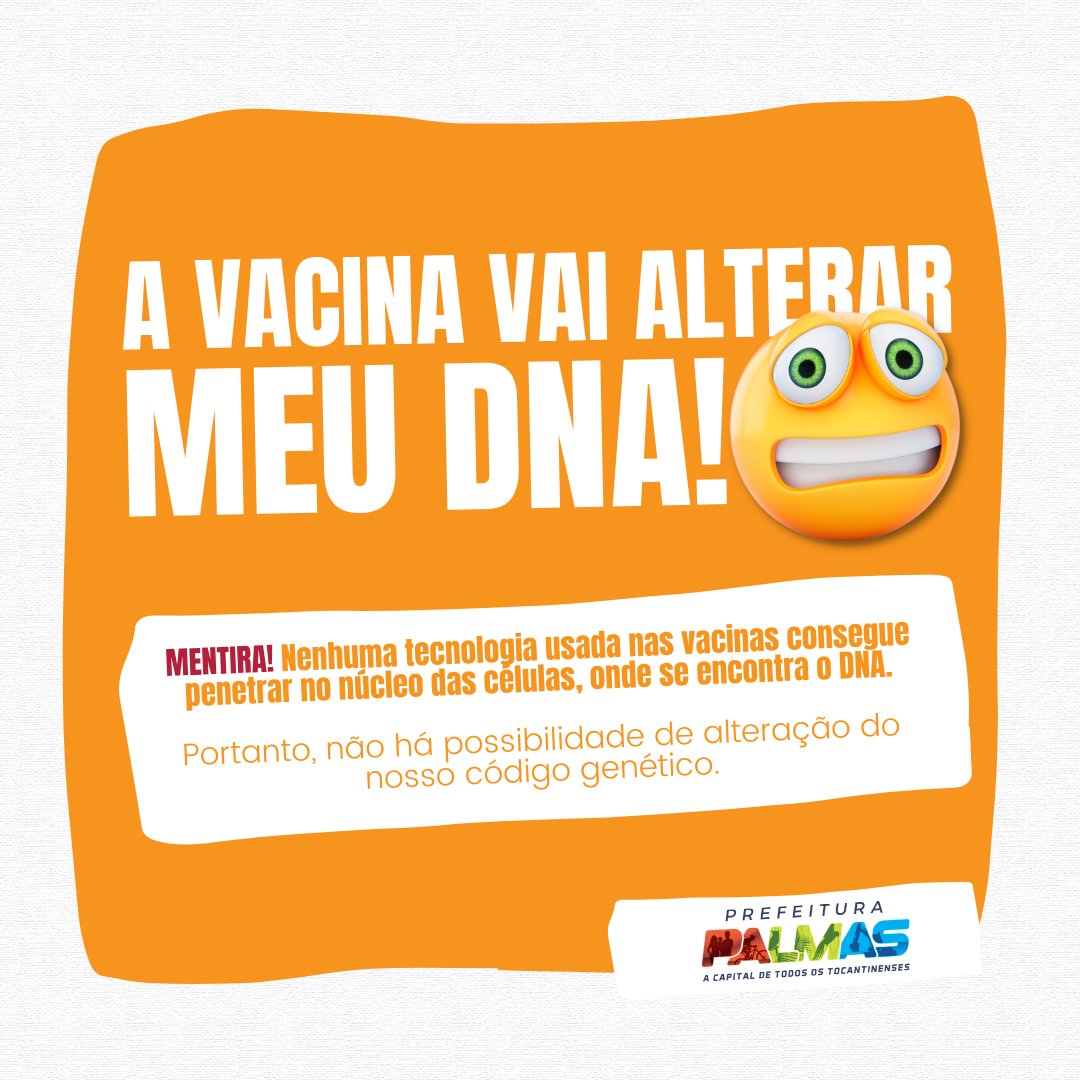 A VACINA VAI ALTERAR
MEU DNA!
MENTIRA! Nenhuma tecnologia usada nas vacinas consegue
penetrar no núcleo das células, onde se encontra o DNA.
Portanto, não há possibilidade de alteração do
nosso código genético.
PREFEITURA
PALMAS
A CAPITAL DE TODOS OS TOCANTINENSES